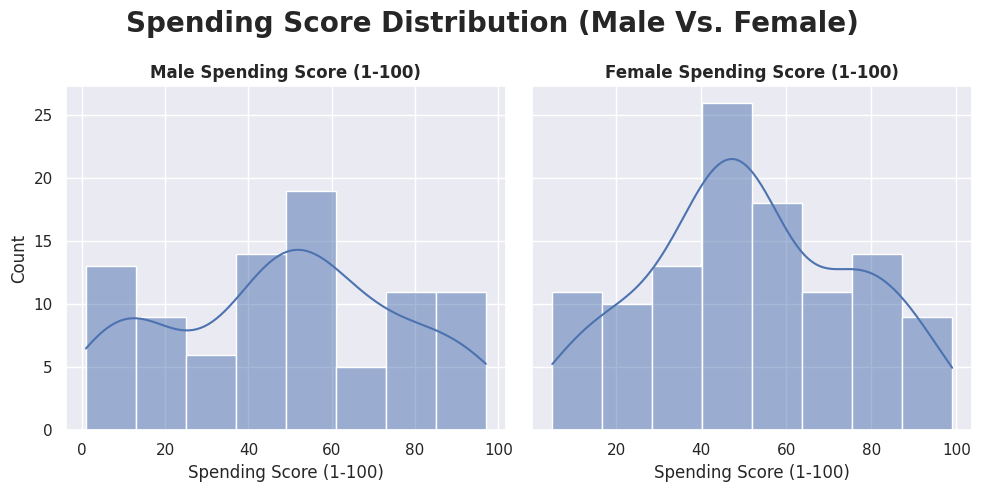 Spending Score Distribution (Male Vs. Female)
Male Spending Score (1-100)
Female Spending Score (1-100)
25
20
15
10
5
0
Count
0 20 40 60 80 100
20 40 60 80 100
Spending Score (1-100)
Spending Score (1-100)